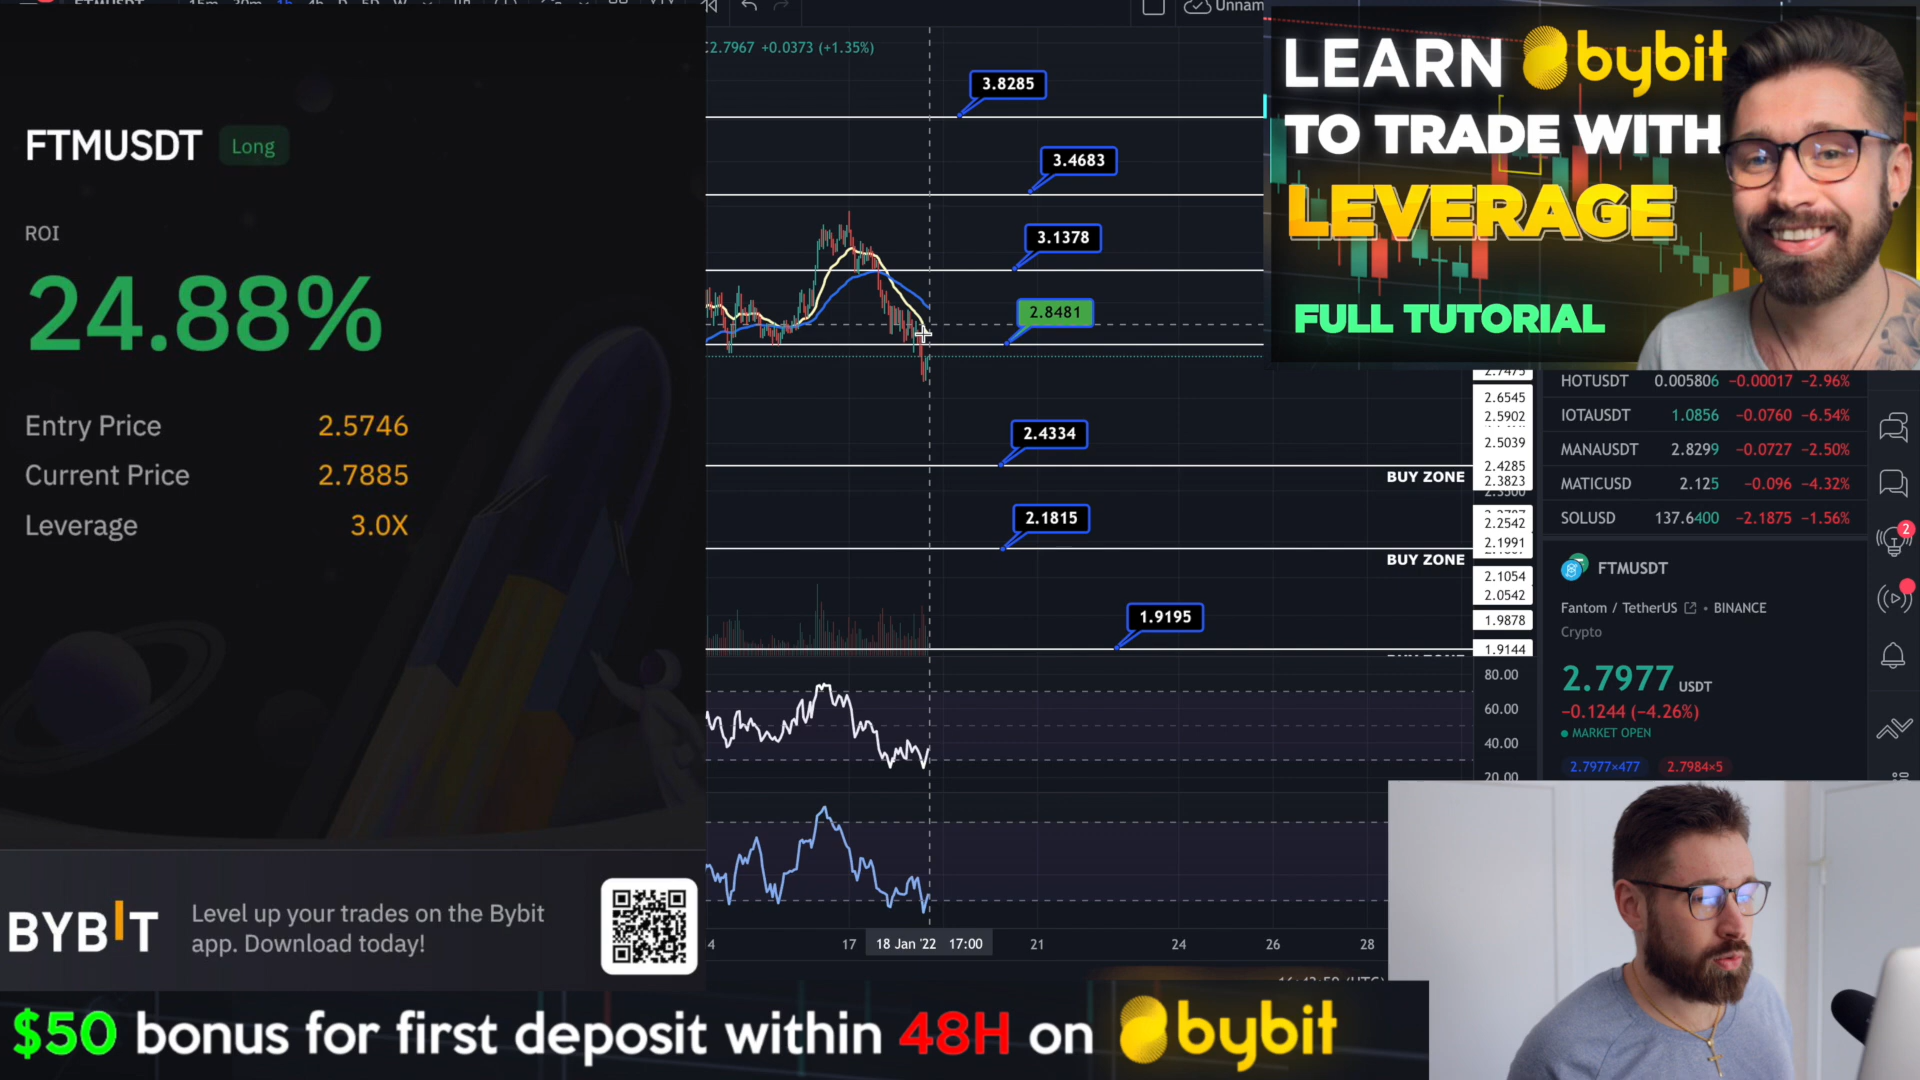 FTMUSDT
Long
ROI
24.88%
Entry Price 2.5746
Current Price 2.7885
Leverage 3.0X
BYBIT
Level up your trades on the Bybit
app. Download today!
$50 bonus for first deposit within 48H on bybit
Unnam
2.7967 +0.0373 (+1.35%)
3.8285
3.4683
3.1378
2.8481
2.4334
2.1815
1.9195
BUY ZONE
BUY ZONE
2.7475
2.6545
2.5902
2.5039
2.4285
2.3823
2.2542
2.1991
2.1054
2.0542
1.9878
1.9144
80.00
60.00
40.00
20.00
17
18 Jan '22 17:00
21
24
26
28
LEARN bybit
TO TRADE WITH
LEVERAGE
FULL TUTORIAL
HOTUSDT 0.005806 −0.00017 −2.96%
IOTAUSDT 1.0856 −0.0760 −6.54%
MANAUSDT 2.8299 −0.0727 −2.50%
MATICUSD 2.125 −0.096 −4.32%
SOLUSD 137.6400 −2.1875 −1.56%
FTMUSDT
Fantom / TetherUS • BINANCE
Crypto
2.7977 USDT
−0.1244 (−4.26%)
MARKET OPEN
2.7977×477 2.7984×5
2